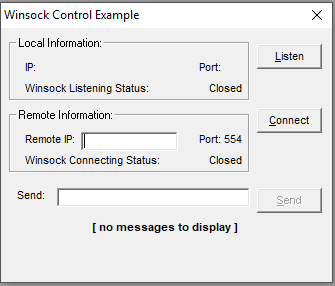 Winsock Control Example
Local Information:
IP: Port:
Winsock Listening Status: Closed
Listen
Remote Information:
Remote IP: Port: 554
Winsock Connecting Status: Closed
Connect
Send:
Send
[ no messages to display ]